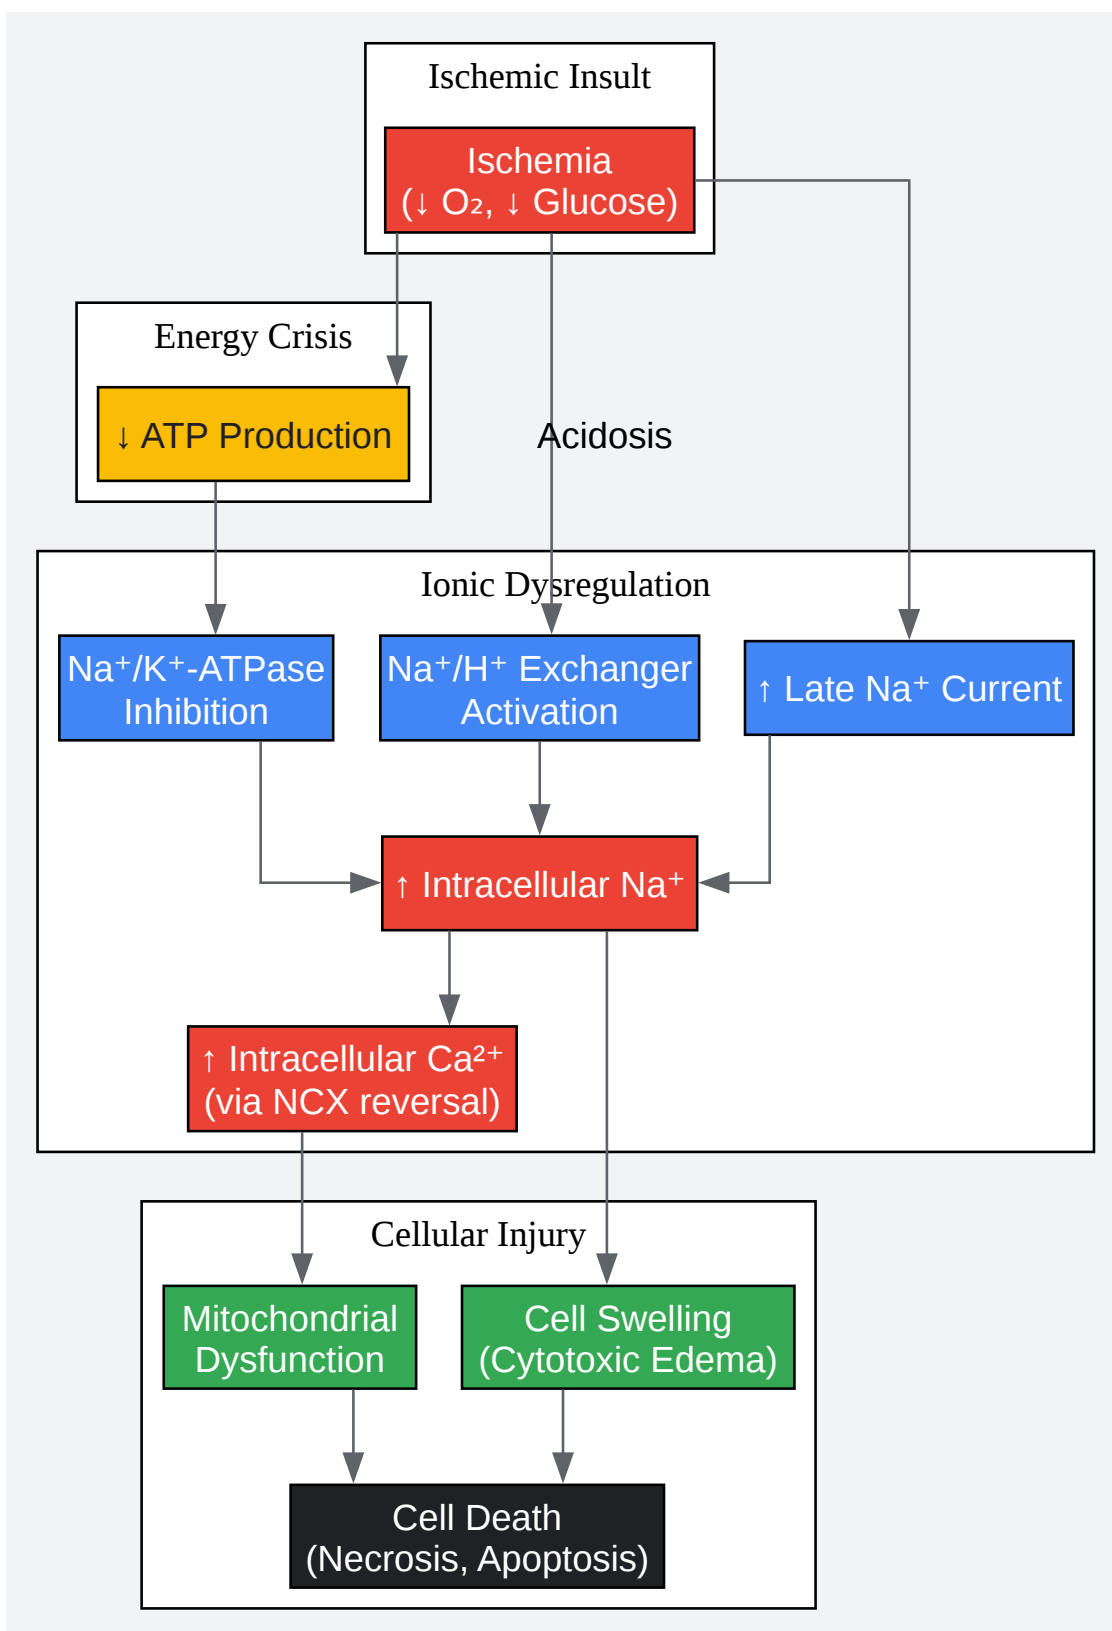 Ischemic Insult
Ischemia
(↓ O₂, ↓ Glucose)
Energy Crisis
↓ ATP Production
Acidosis
Ionic Dysregulation
Na⁺/K⁺-ATPase
Inhibition
Na⁺/H⁺ Exchanger
Activation
↑ Late Na⁺ Current
↑ Intracellular Na⁺
↑ Intracellular Ca²⁺
(via NCX reversal)
Cellular Injury
Mitochondrial
Dysfunction
Cell Swelling
(Cytotoxic Edema)
Cell Death
(Necrosis, Apoptosis)